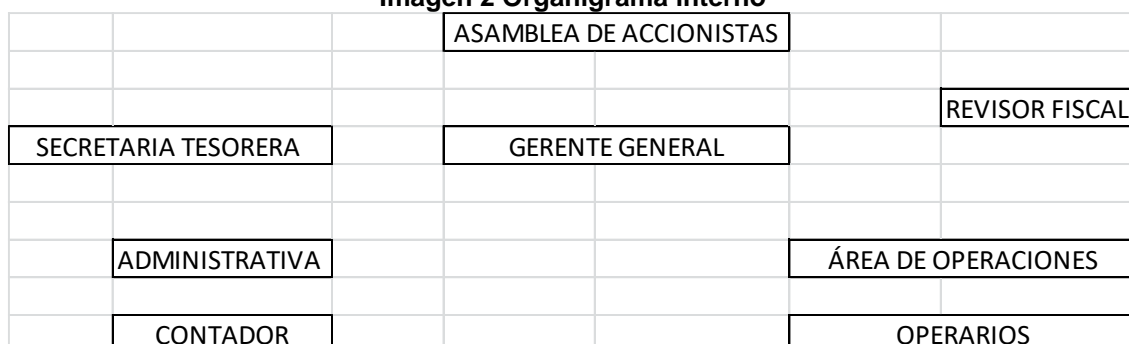 Imagen 2 Organigrama interno
ASAMBLEA DE ACCIONISTAS
REVISOR FISCAL
SECRETARIA TESORERA
GERENTE GENERAL
ADMINISTRATIVA
ÁREA DE OPERACIONES
CONTADOR
OPERARIOS